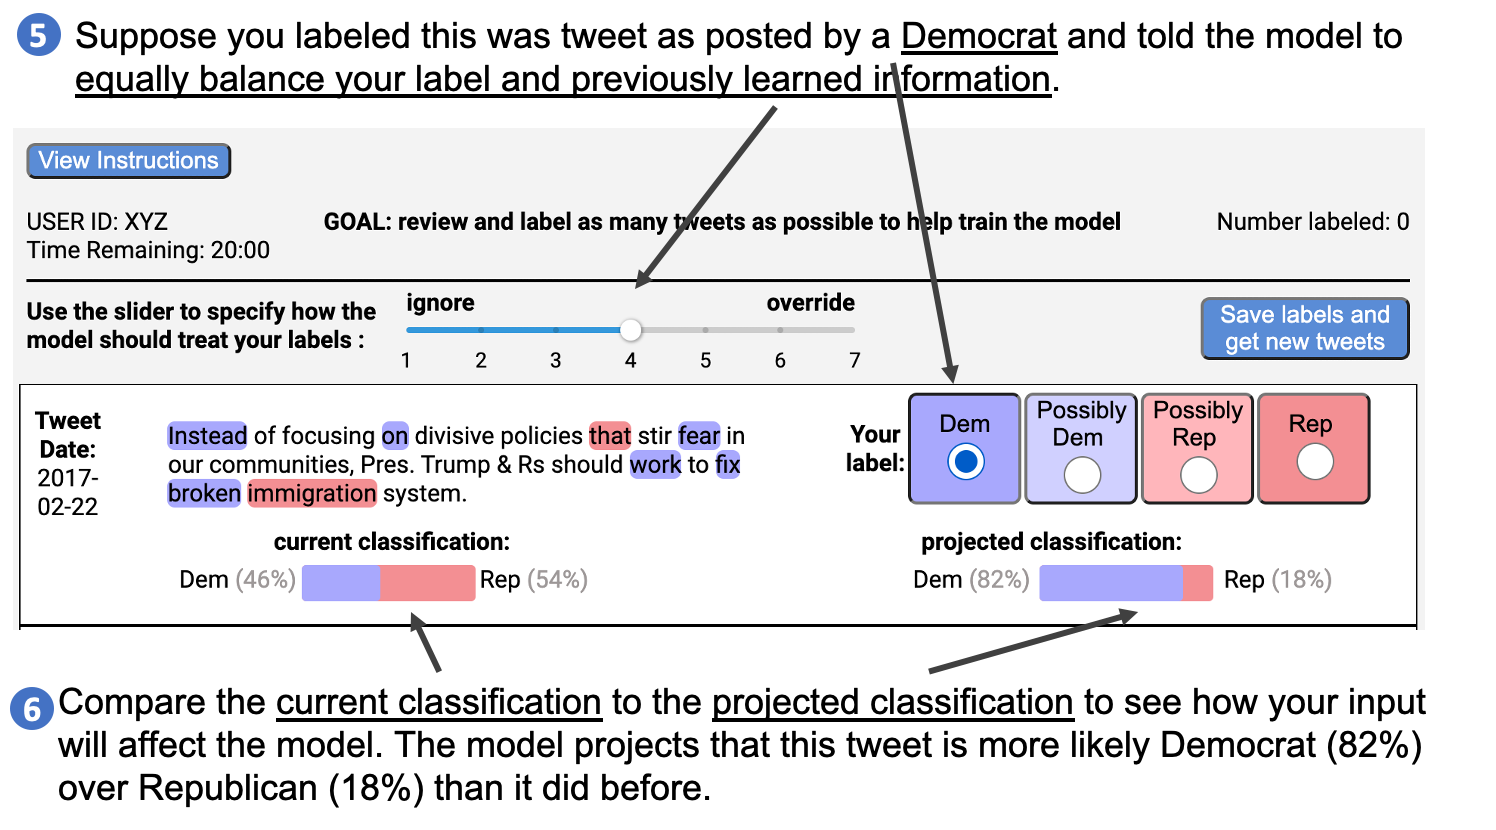 5 Suppose you labeled this was tweet as posted by a Democrat and told the model to
equally balance your label and previously learned information.
View Instructions
USER ID: XYZ
Time Remaining: 20:00
GOAL: review and label as many tweets as possible to help train the model
Number labeled: 0
Use the slider to specify how the
model should treat your labels :
ignore
override
1 2 3 4 5 6 7
Save labels and
get new tweets
Tweet
Date:
2017-
02-22
Instead of focusing on divisive policies that stir fear in
our communities, Pres. Trump & Rs should work to fix
broken immigration system.
Your
label:
Dem
Possibly
Dem
Possibly
Rep
Rep
current classification:
Dem (46%) Rep (54%)
projected classification:
Dem (82%) Rep (18%)
6 Compare the current classification to the projected classification to see how your input
will affect the model. The model projects that this tweet is more likely Democrat (82%)
over Republican (18%) than it did before.